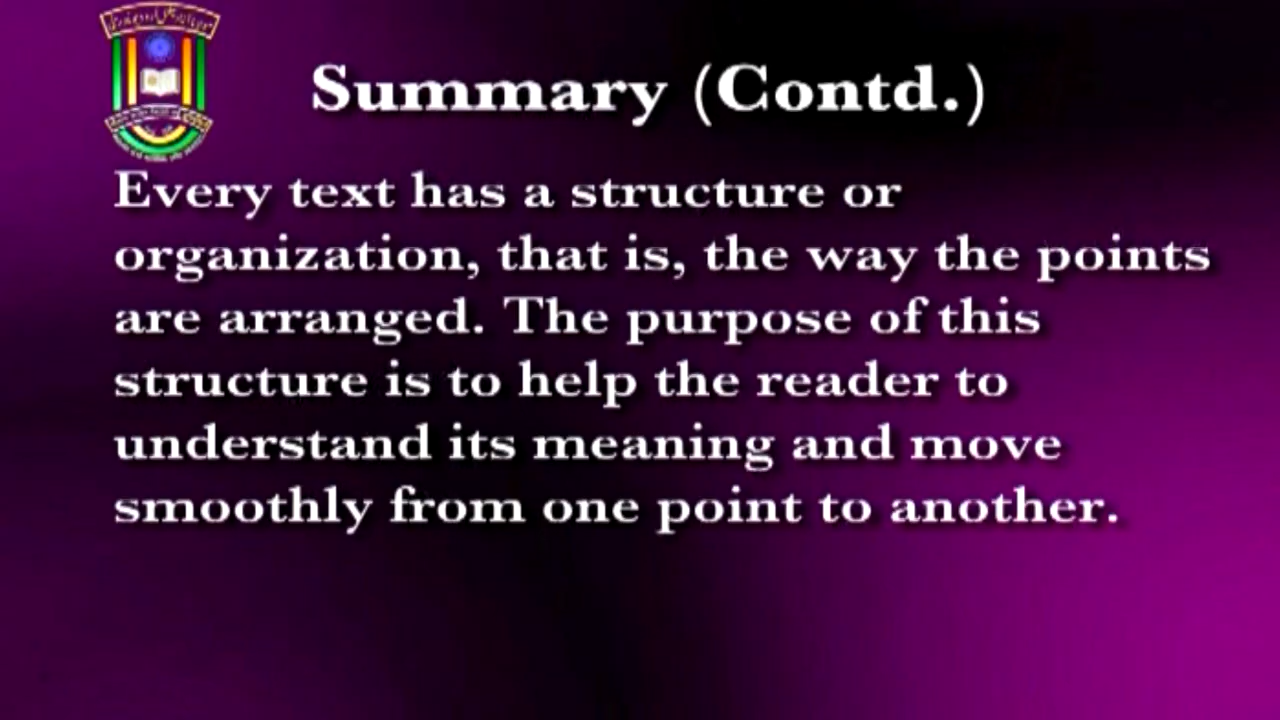 Summary (Contd.)
Every text has a structure or
organization, that is, the way the points
are arranged. The purpose of this
structure is to help the reader to
understand its meaning and move
smoothly from one point to another.